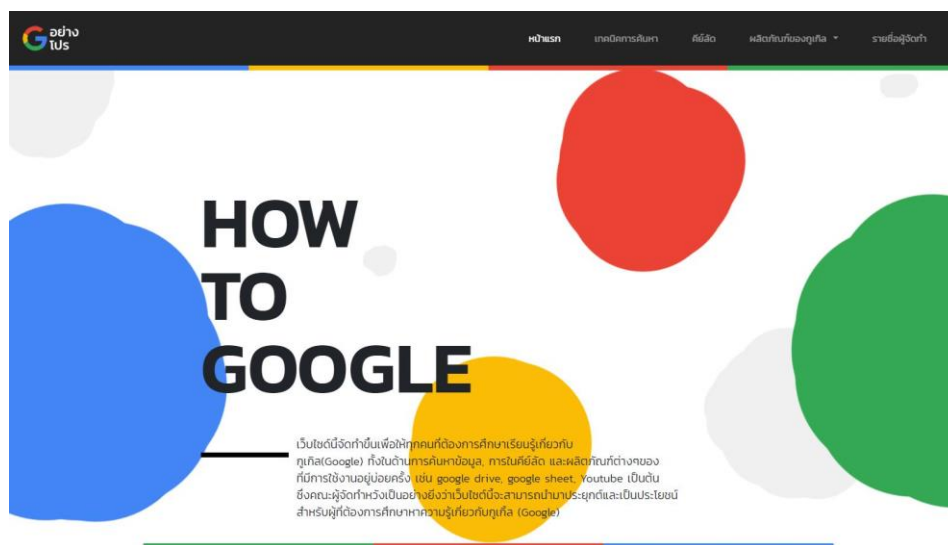 อย่าง
โปร
หน้าแรก
เทคนิคการค้นหา
คีย์ลัด
ผลิตภัณฑ์ของกูเกิล
รายชื่อผู้จัดทำ
HOW
TO
GOOGLE
เว็บไซต์นี้จัดทำขึ้นเพื่อให้ทุกคนที่ต้องการศึกษาเรียนรู้เกี่ยวกับ
กูเกิล(Google) ทั้งในด้านการค้นหาข้อมูล, การในคีย์ลัด และผลิตภัณฑ์ต่างๆของ
ที่มีการใช้งานอยู่บ่อยครั้ง เช่น google drive, google sheet, Youtube เป็นต้น
ซึ่งคณะผู้จัดทำหวังเป็นอย่างยิ่งว่าเว็บไซต์นี้จะสามารถนำมาประยุกต์และเป็นประโยชน์
สำหรับผู้ที่ต้องการศึกษาหาความรู้เกี่ยวกับกูเกิ้ล (Google)